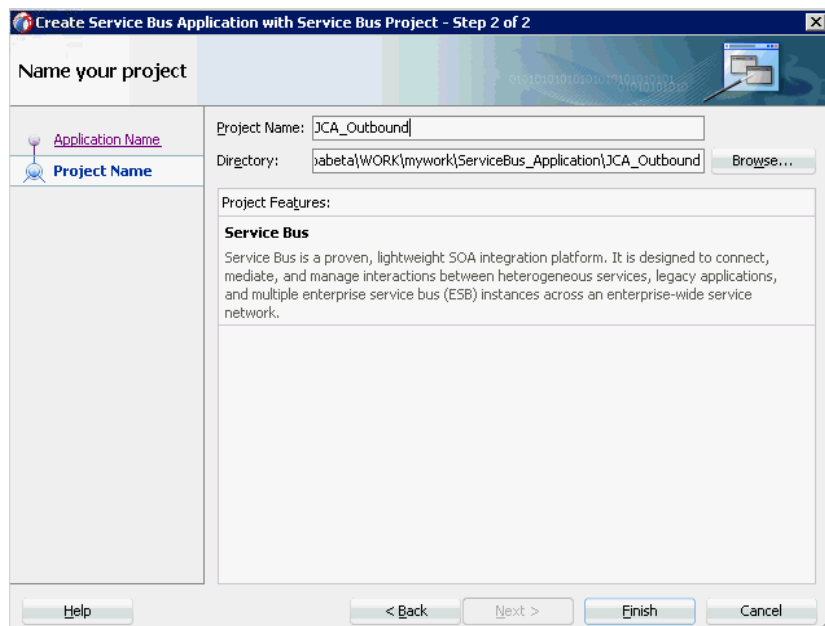 Create Service Bus Application with Service Bus Project - Step 2 of 2
Name your project
Application Name
Project Name
Project Name: JCA_Outbound
Directory: abeta\WORK\mywork\ServiceBus_Application\JCA_Outbound Browse...
Project Features:
Service Bus
Service Bus is a proven, lightweight SOA integration platform. It is designed to connect,
mediate, and manage interactions between heterogeneous services, legacy applications,
and multiple enterprise service bus (ESB) instances across an enterprise-wide service
network.
Help < Back Next > Finish Cancel